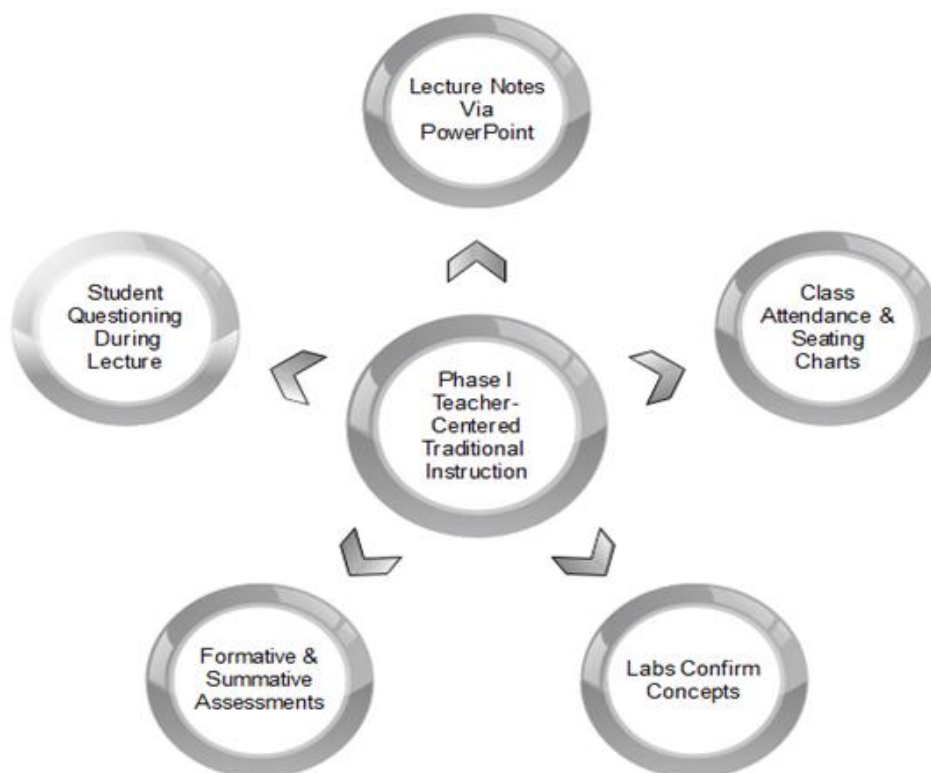 Lecture Notes
Via
PowerPoint
Student
Questioning
During
Lecture
Class
Attendance &
Seating
Charts
Phase I
Teacher-
Centered
Traditional
Instruction
Formative &
Summative
Assessments
Labs Confirm
Concepts